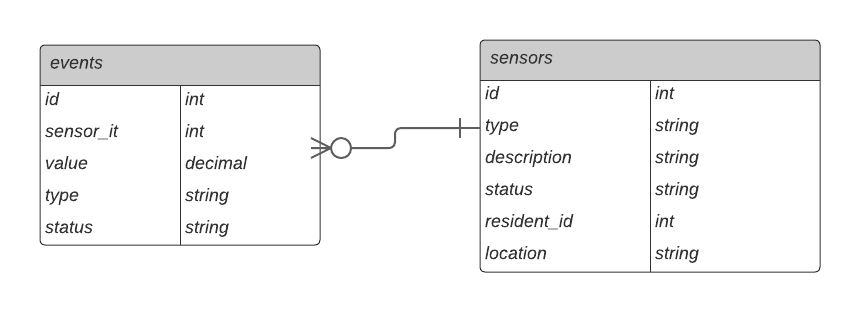 events
id int
sensor_it int
value decimal
type string
status string
sensors
id int
type string
description string
status string
resident_id int
location string